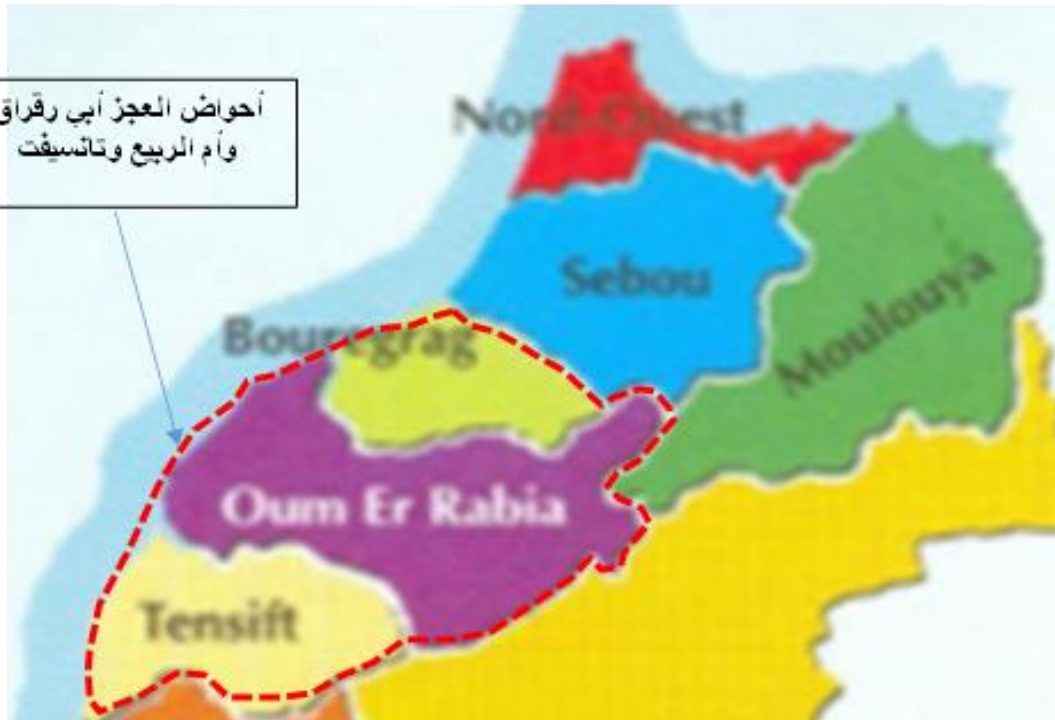 أحواض العجز أبي رقراق
وأم الربيع وتانسيفت
Nord-Ouest
Sebou
Bouregrag
Moulouya
Oum Er Rabia
Tensift